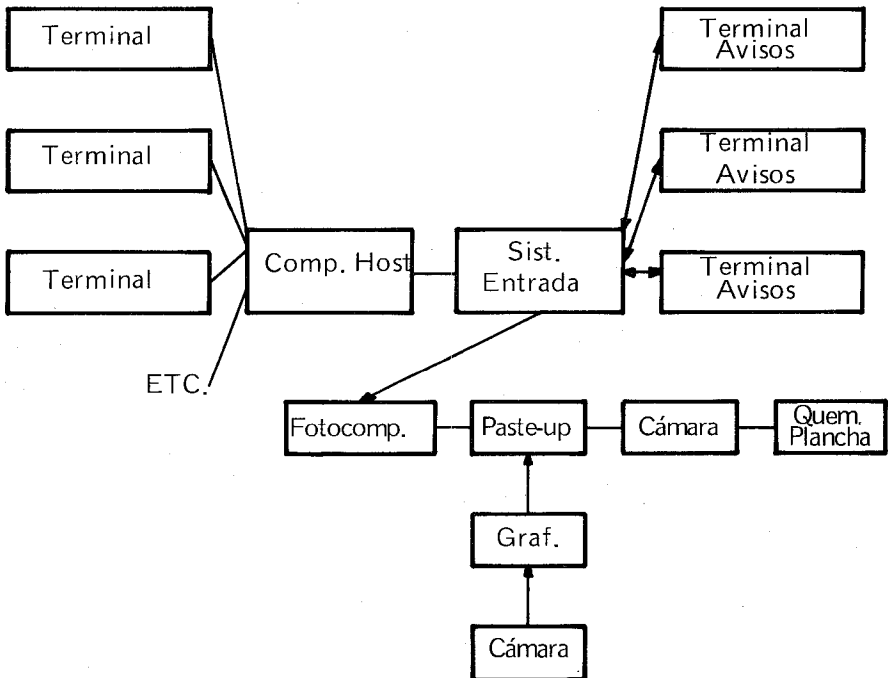 Terminal
Terminal
Avisos
Terminal
Terminal
Avisos
Terminal
Comp. Host
Sist.
Entrada
Terminal
Avisos
ETC.
Fotocomp.
Paste-up
Cámara
Quem.
Plancha
Graf.
Cámara